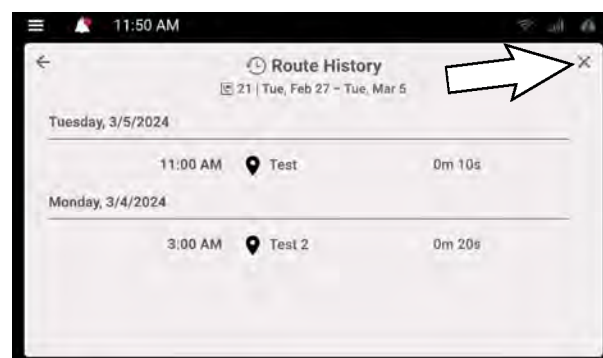 11:50 AM
Route History
21 | Tue, Feb 27 – Tue, Mar 5
Tuesday, 3/5/2024
11:00 AM Test 0m 10s
Monday, 3/4/2024
3:00 AM Test 2 0m 20s